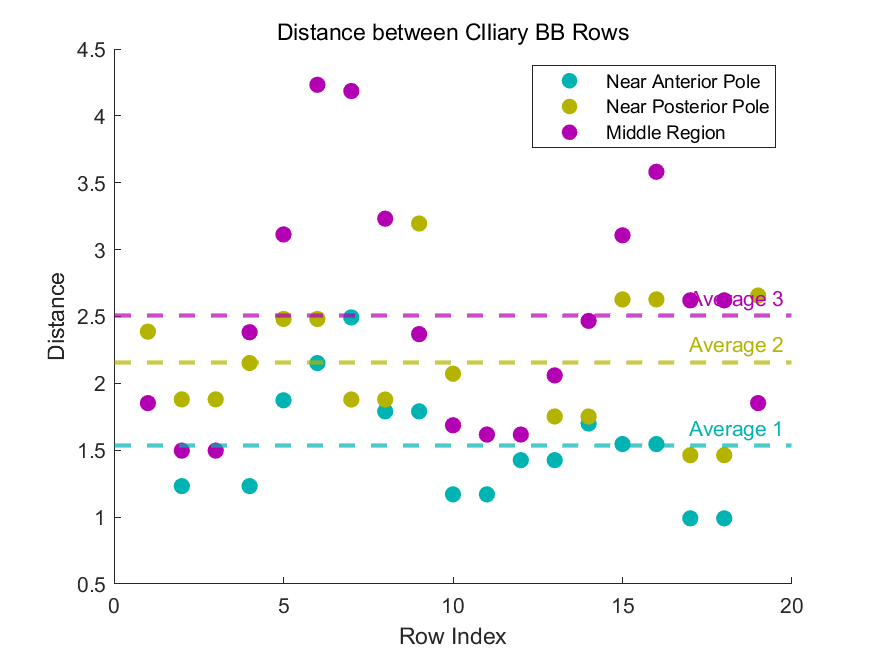 Distance between CIliary BB Rows
Near Anterior Pole
Near Posterior Pole
Middle Region
4.5
4
3.5
3
2.5
2
1.5
1
0.5
Distance
Average 3
Average 2
Average 1
0
5
10
15
20
Row Index